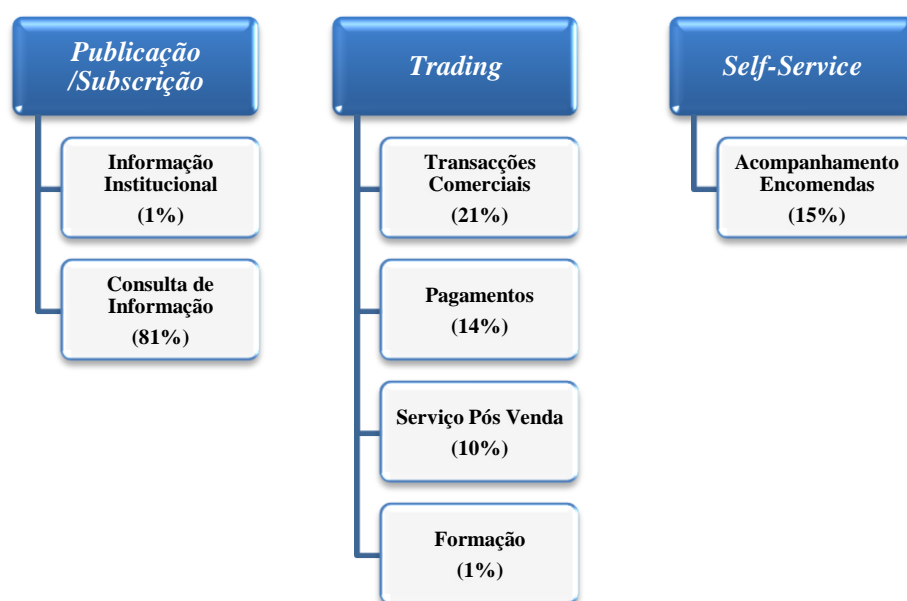 Publicação
/Subscrição
Informação
Institucional
(1%)
Consulta de
Informação
(81%)
Trading
Transacções
Comerciais
(21%)
Pagamentos
(14%)
Serviço Pós Venda
(10%)
Formação
(1%)
Self-Service
Acompanhamento
Encomendas
(15%)